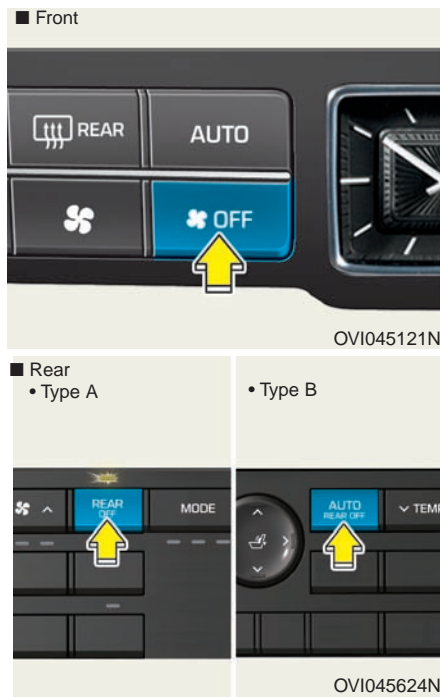 ■ Front
REAR
AUTO
OFF
OVI045121N
■ Rear
• Type A
• Type B
REAR
OFF
MODE
AUTO
REAR OFF
TEMP
OVI045624N